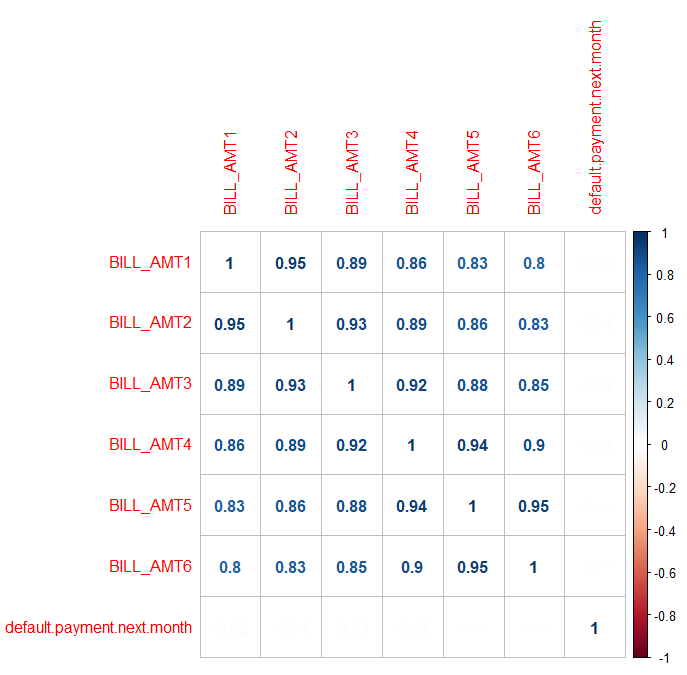 BILL_AMT1 BILL_AMT2 BILL_AMT3 BILL_AMT4 BILL_AMT5 BILL_AMT6 default.payment.next.month
BILL_AMT1 1 0.95 0.89 0.86 0.83 0.8
BILL_AMT2 0.95 1 0.93 0.89 0.86 0.83
BILL_AMT3 0.89 0.93 1 0.92 0.88 0.85
BILL_AMT4 0.86 0.89 0.92 1 0.94 0.9
BILL_AMT5 0.83 0.86 0.88 0.94 1 0.95
BILL_AMT6 0.8 0.83 0.85 0.9 0.95 1
default.payment.next.month 1
1
0.8
0.6
0.4
0.2
0
-0.2
-0.4
-0.6
-0.8
-1